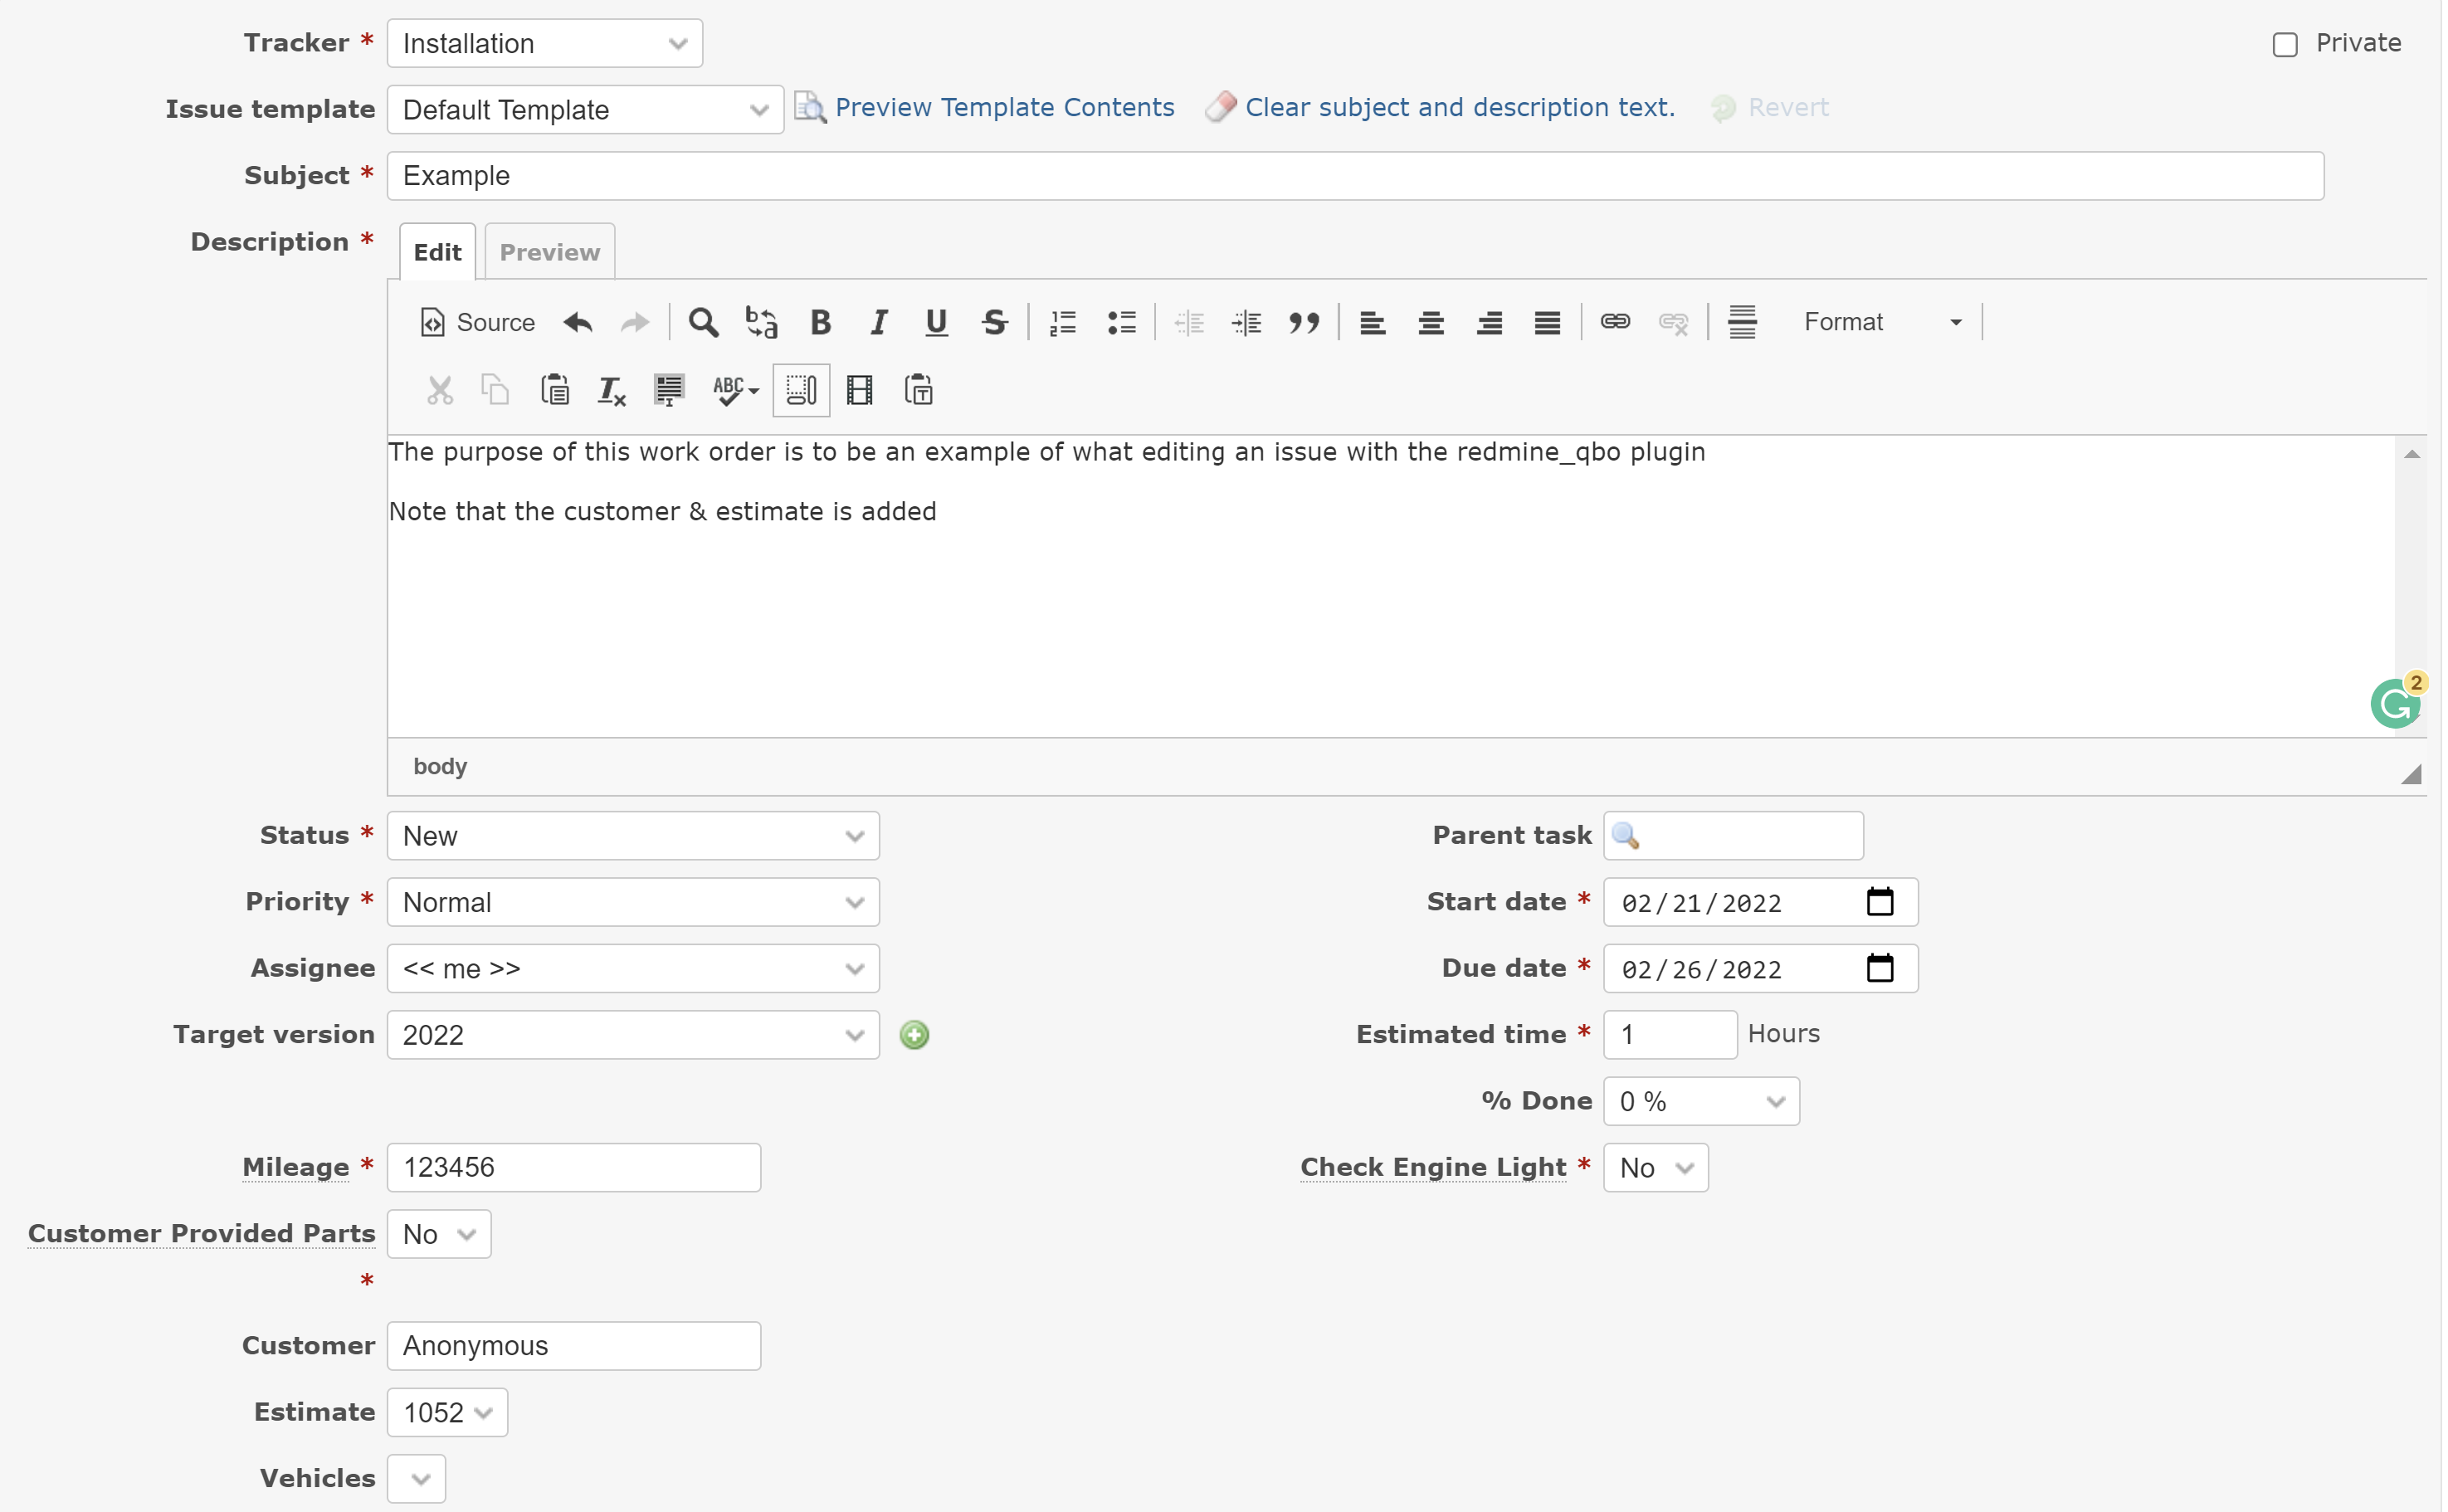 Tracker * Installation Private
Issue template Default Template Preview Template Contents Clear subject and description text. Revert
Subject * Example
Description * Edit Preview
Source B I U S Format
ABC
The purpose of this work order is to be an example of what editing an issue with the redmine_qbo plugin
Note that the customer & estimate is added
2
body
Status * New Parent task
Priority * Normal Start date * 02/21/2022
Assignee << me >> Due date * 02/26/2022
Target version 2022 Estimated time * 1 Hours
% Done 0 %
Mileage * 123456 Check Engine Light * No
Customer Provided Parts No
*
Customer Anonymous
Estimate 1052
Vehicles